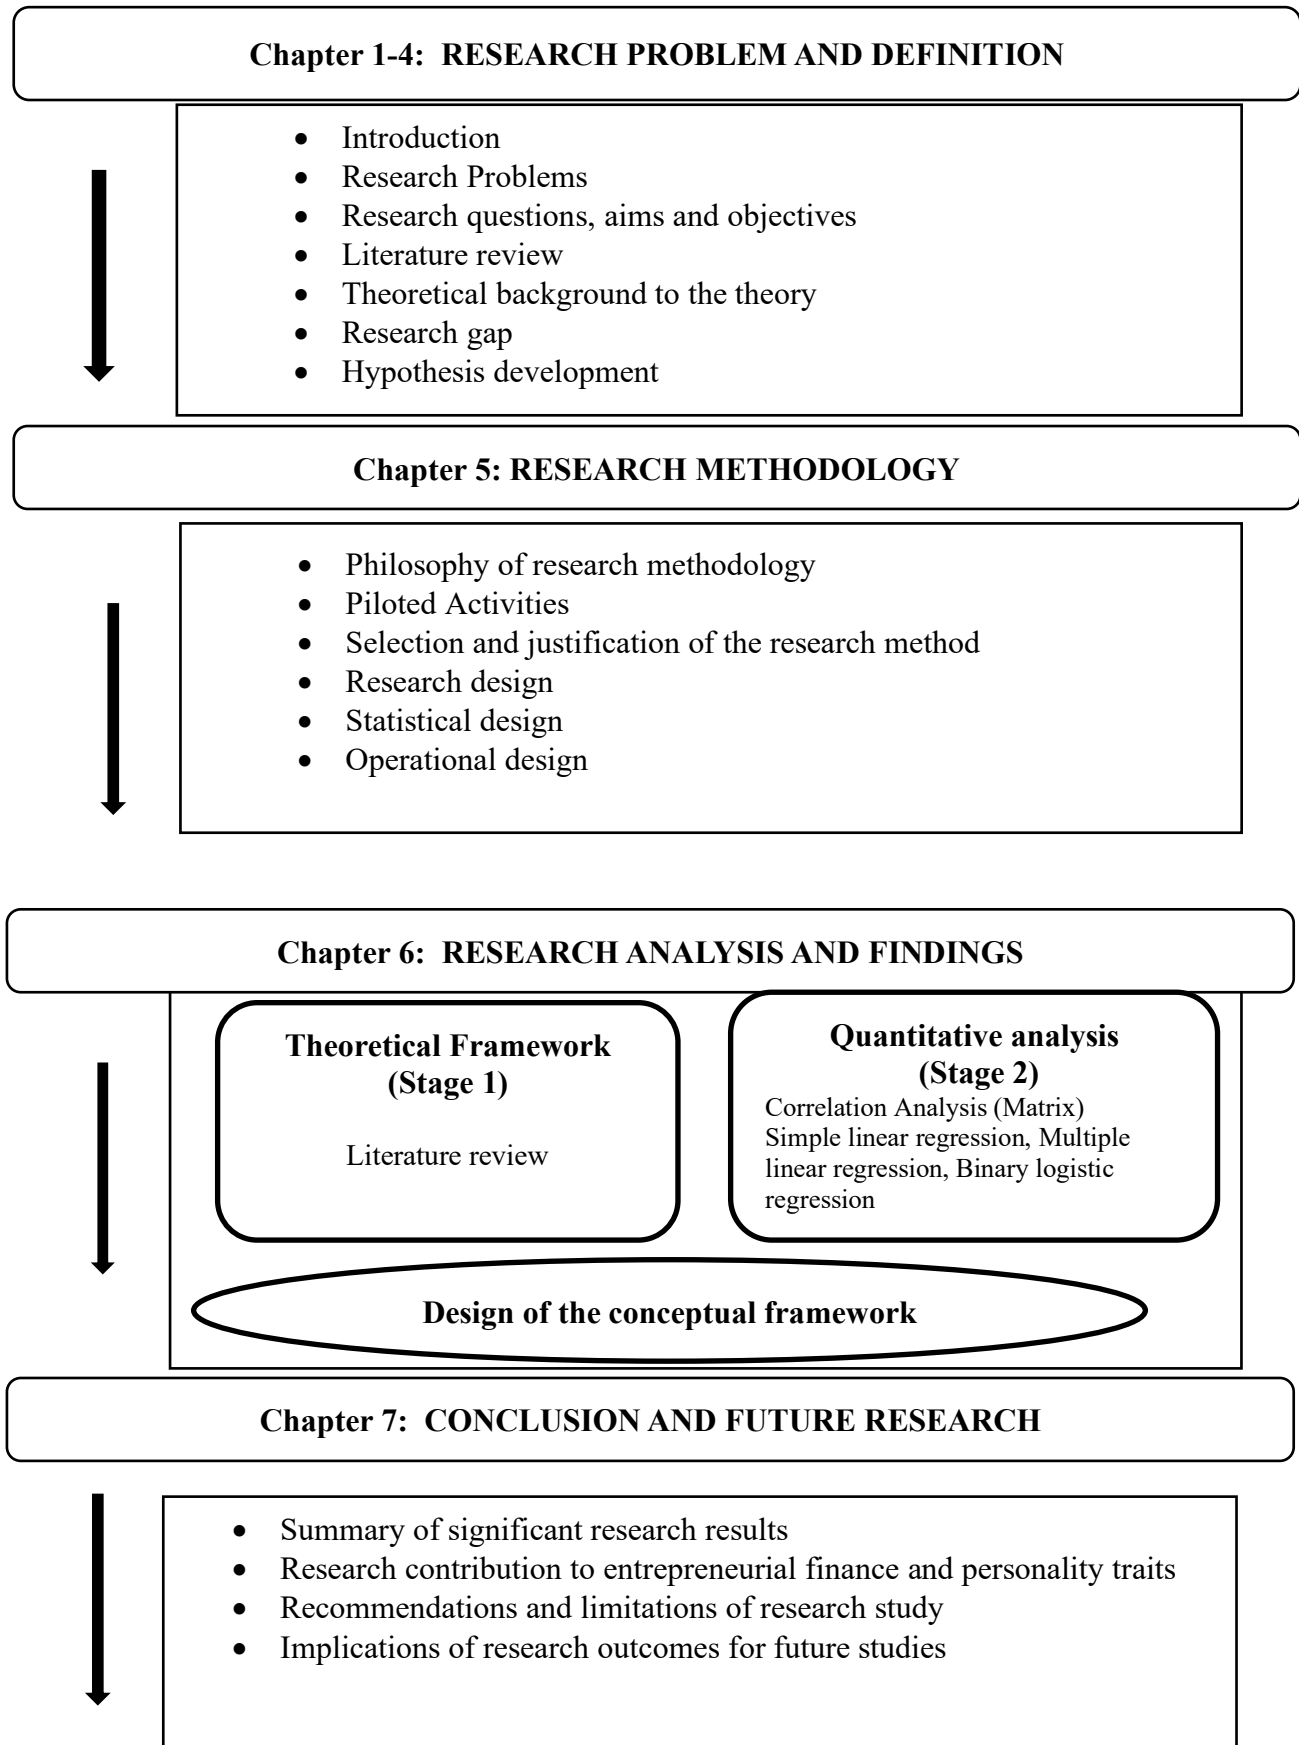 Chapter 1-4: RESEARCH PROBLEM AND DEFINITION
• Introduction
• Research Problems
• Research questions, aims and objectives
• Literature review
• Theoretical background to the theory
• Research gap
• Hypothesis development
Chapter 5: RESEARCH METHODOLOGY
• Philosophy of research methodology
• Piloted Activities
• Selection and justification of the research method
• Research design
• Statistical design
• Operational design
Chapter 6: RESEARCH ANALYSIS AND FINDINGS
Theoretical Framework
(Stage 1)
Literature review
Quantitative analysis
(Stage 2)
Correlation Analysis (Matrix)
Simple linear regression, Multiple
linear regression, Binary logistic
regression
Design of the conceptual framework
Chapter 7: CONCLUSION AND FUTURE RESEARCH
• Summary of significant research results
• Research contribution to entrepreneurial finance and personality traits
• Recommendations and limitations of research study
• Implications of research outcomes for future studies